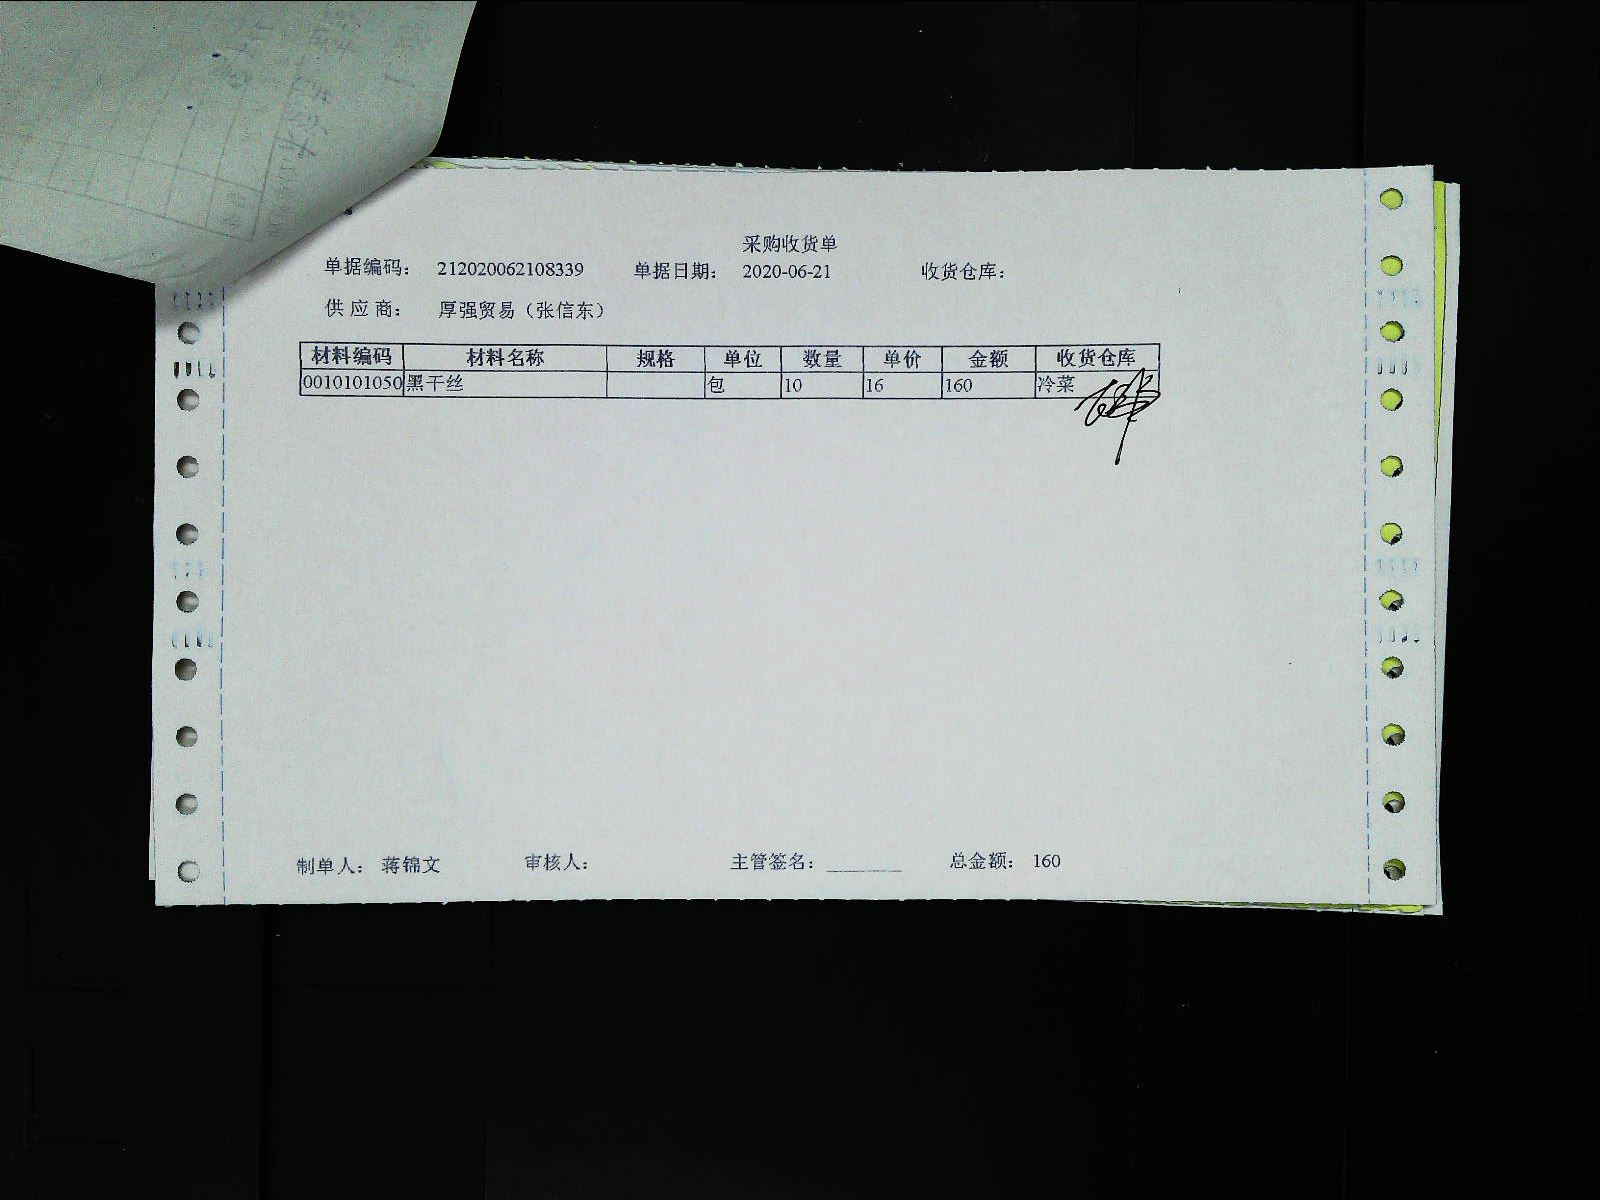 采购收货单
单据编码: 212020062108339 单据日期: 2020-06-21 收货仓库:
供应商: 厚强贸易（张信东）
材料编码 材料名称 规格 单位 数量 单价 金额 收货仓库
0010101050 黑干丝 包 10 16 160 冷菜
制单人: 蒋锦文 审核人: 主管签名: ________ 总金额: 160